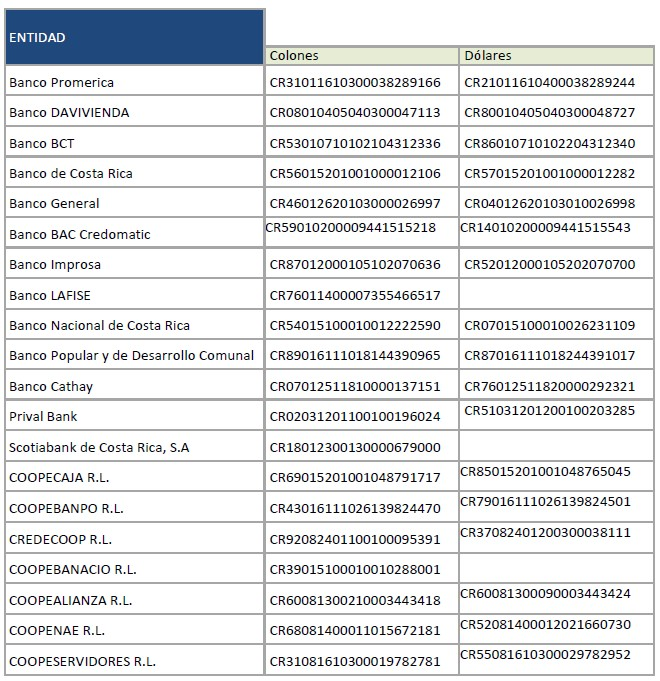 ENTIDAD
Colones Dólares
Banco Promerica CR31011610300038289166 CR21011610400038289244
Banco DAVIVIENDA CR08010405040300047113 CR80010405040300048727
Banco BCT CR53010710102104312336 CR86010710102204312340
Banco de Costa Rica CR56015201001000012106 CR57015201001000012282
Banco General CR46012620103000026997 CR04012620103010026998
Banco BAC Credomatic CR59010200009441515218 CR14010200009441515543
Banco Improsa CR87012000105102070636 CR52012000105202070700
Banco LAFISE CR76011400007355466517
Banco Nacional de Costa Rica CR54015100010012222590 CR07015100010026231109
Banco Popular y de Desarrollo Comunal CR89016111018144390965 CR87016111018244391017
Banco Cathay CR07012511810000137151 CR76012511820000292321
Prival Bank CR02031201100100196024 CR51031201200100203285
Scotiabank de Costa Rica, S.A CR18012300130000679000
COOPECAJA R.L. CR69015201001048791717 CR85015201001048765045
COOPEBANPO R.L. CR43016111026139824470 CR79016111026139824501
CREDECOOP R.L. CR92082401100100095391 CR37082401200300038111
COOPEBANACIO R.L. CR39015100010010288001
COOPEALIANZA R.L. CR60081300210003443418 CR60081300090003443424
COOPENAE R.L. CR68081400011015672181 CR52081400012021660730
COOPESERVIDORES R.L. CR31081610300019782781 CR55081610300029782952